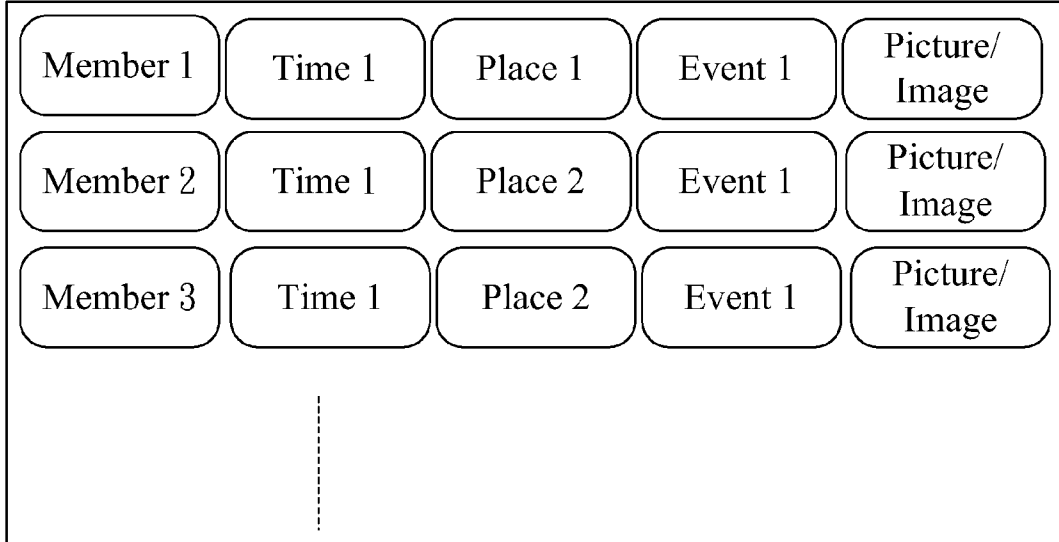 Member 1 Time 1 Place 1 Event 1 Picture/
Image
Member 2 Time 1 Place 2 Event 1 Picture/
Image
Member 3 Time 1 Place 2 Event 1 Picture/
Image